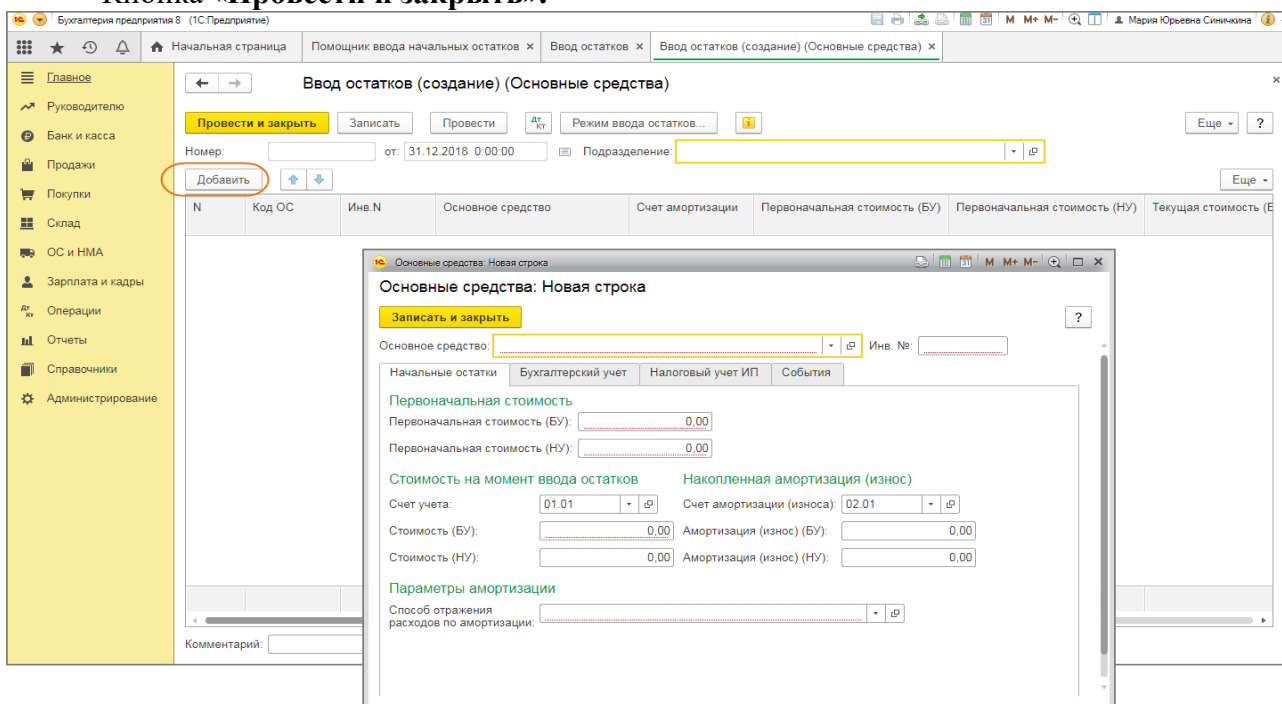 Кнопка «Провести и закрыть».
Бухгалтерия предприятия 8 (1С:Предприятие)
M M+ M- Мария Юрьевна Синичкина
Начальная страница Помощник ввода начальных остатков × Ввод остатков × Ввод остатков (создание) (Основные средства) ×
Главное
Руководителю
Банк и касса
Продажи
Покупки
Склад
ОС и НМА
Зарплата и кадры
Операции
Отчеты
Справочники
Администрирование
Ввод остатков (создание) (Основные средства)
Провести и закрыть Записать Провести Дт Кт Режим ввода остатков... Еще ?
Номер: от: 31.12.2018 0:00:00 Подразделение:
Добавить Еще
N Код ОС Инв.N Основное средство Счет амортизации Первоначальная стоимость (БУ) Первоначальная стоимость (НУ) Текущая стоимость (Б
Комментарий:
Основные средства: Новая строка M M+ M-
Основные средства: Новая строка
Записать и закрыть ?
Основное средство: Инв. №:
Начальные остатки Бухгалтерский учет Налоговый учет ИП События
Первоначальная стоимость
Первоначальная стоимость (БУ): 0,00
Первоначальная стоимость (НУ): 0,00
Стоимость на момент ввода остатков Накопленная амортизация (износ)
Счет учета: 01.01 Счет амортизации (износа): 02.01
Стоимость (БУ): 0,00 Амортизация (износ) (БУ): 0,00
Стоимость (НУ): 0,00 Амортизация (износ) (НУ): 0,00
Параметры амортизации
Способ отражения
расходов по амортизации: